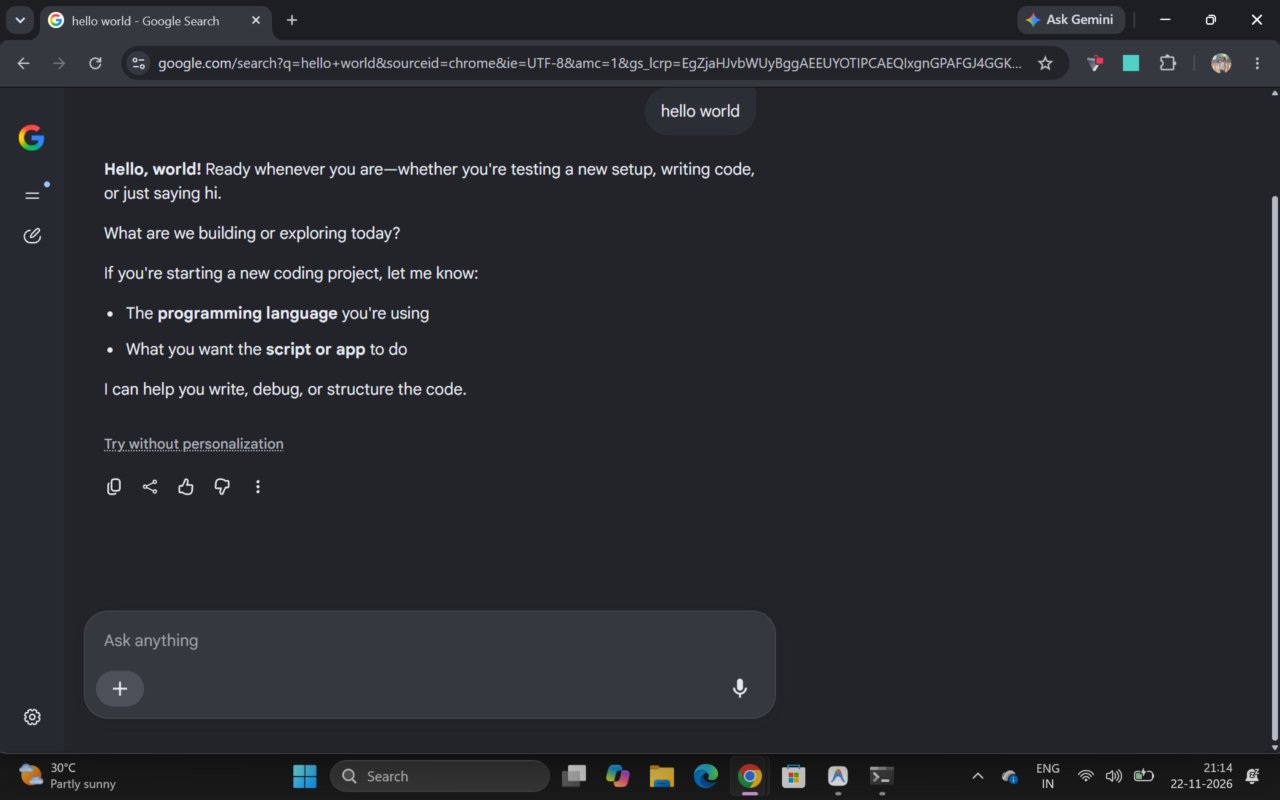 hello world - Google Search
Ask Gemini
google.com/search?q=hello+world&sourceid=chrome&ie=UTF-8&amc=1&gs_lcrp=EgZjaHJvbWUyBggAEEUYOTIPCAEQIxgnGPAFGJ4GGK...
hello world
Hello, world! Ready whenever you are—whether you're testing a new setup, writing code,
or just saying hi.
What are we building or exploring today?
If you're starting a new coding project, let me know:
• The programming language you're using
• What you want the script or app to do
I can help you write, debug, or structure the code.
Try without personalization
Ask anything
30°C
Partly sunny
Search
ENG
IN
21:14
22-11-2026